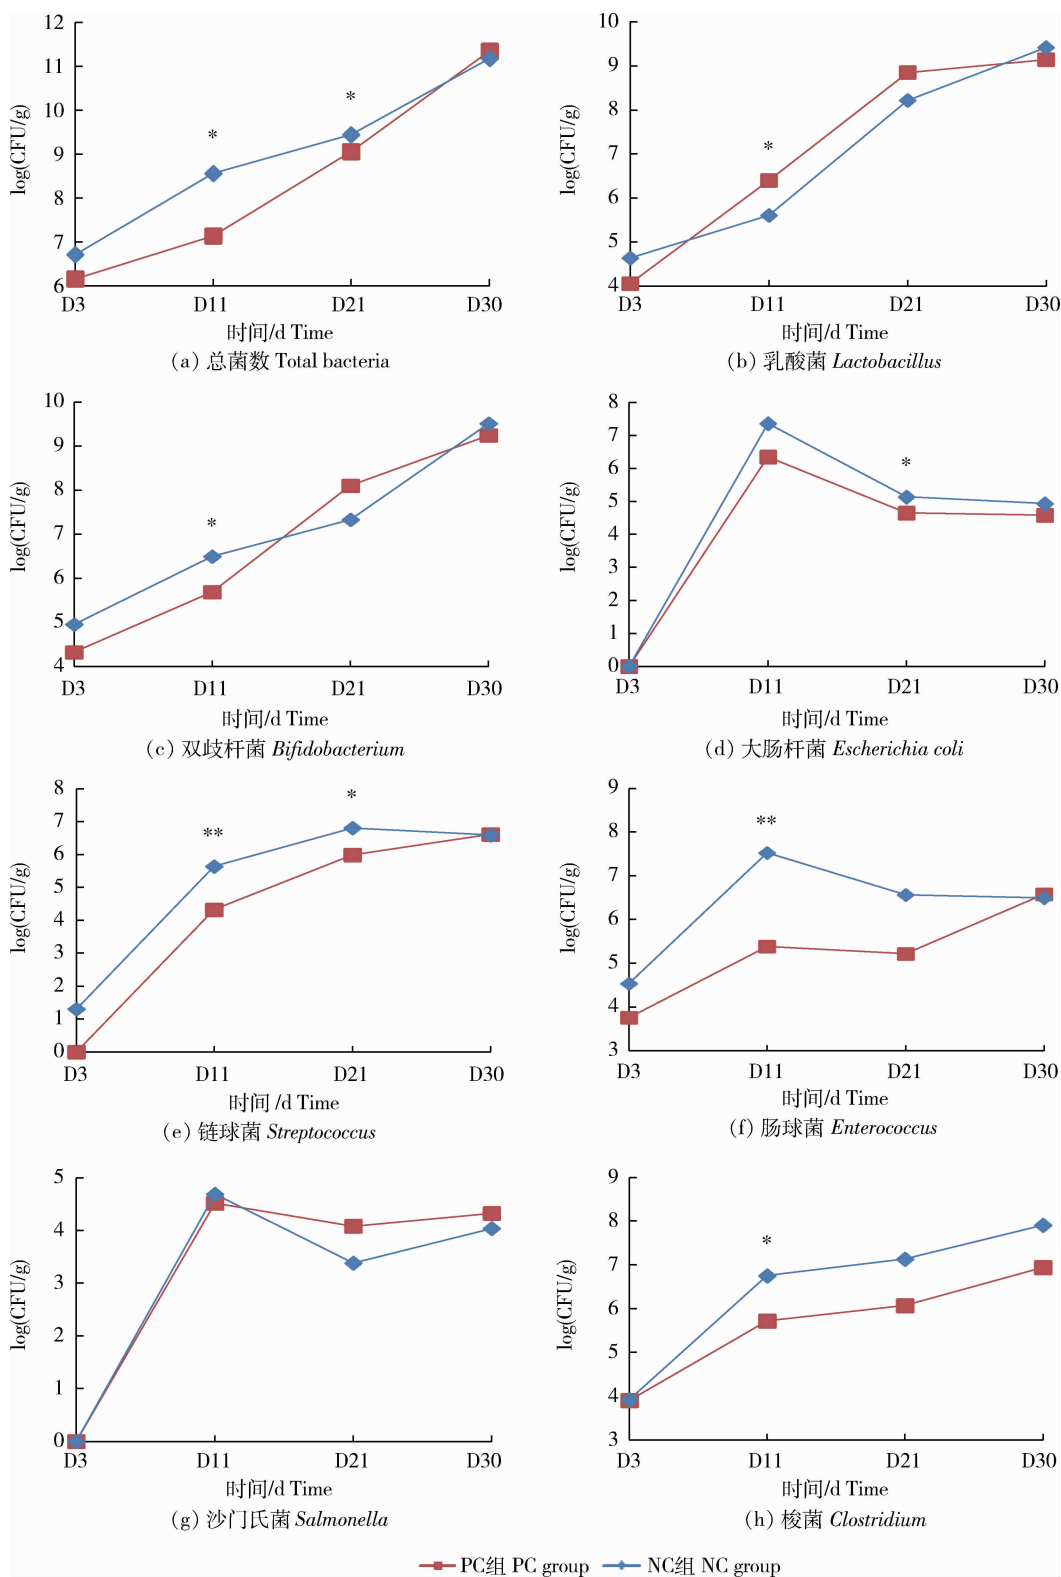 12
11
10
9
8
7
6
log(CFU/g)
*
*
D3 D11 D21 D30
时间/d Time
(a) 总菌数 Total bacteria
10
9
8
7
6
5
4
log(CFU/g)
*
D3 D11 D21 D30
时间/d Time
(b) 乳酸菌 Lactobacillus
10
9
8
7
6
5
4
log(CFU/g)
*
D3 D11 D21 D30
时间/d Time
(c) 双歧杆菌 Bifidobacterium
8
7
6
5
4
3
2
1
0
log(CFU/g)
*
D3 D11 D21 D30
时间/d Time
(d) 大肠杆菌 Escherichia coli
8
7
6
5
4
3
2
1
0
log(CFU/g)
**
*
D3 D11 D21 D30
时间 /d Time
(e) 链球菌 Streptococcus
9
8
7
6
5
4
3
log(CFU/g)
**
D3 D11 D21 D30
时间/d Time
(f) 肠球菌 Enterococcus
5
4
3
2
1
0
log(CFU/g)
D3 D11 D21 D30
时间/d Time
(g) 沙门氏菌 Salmonella
9
8
7
6
5
4
3
log(CFU/g)
*
D3 D11 D21 D30
时间/d Time
(h) 梭菌 Clostridium
PC组 PC group NC组 NC group